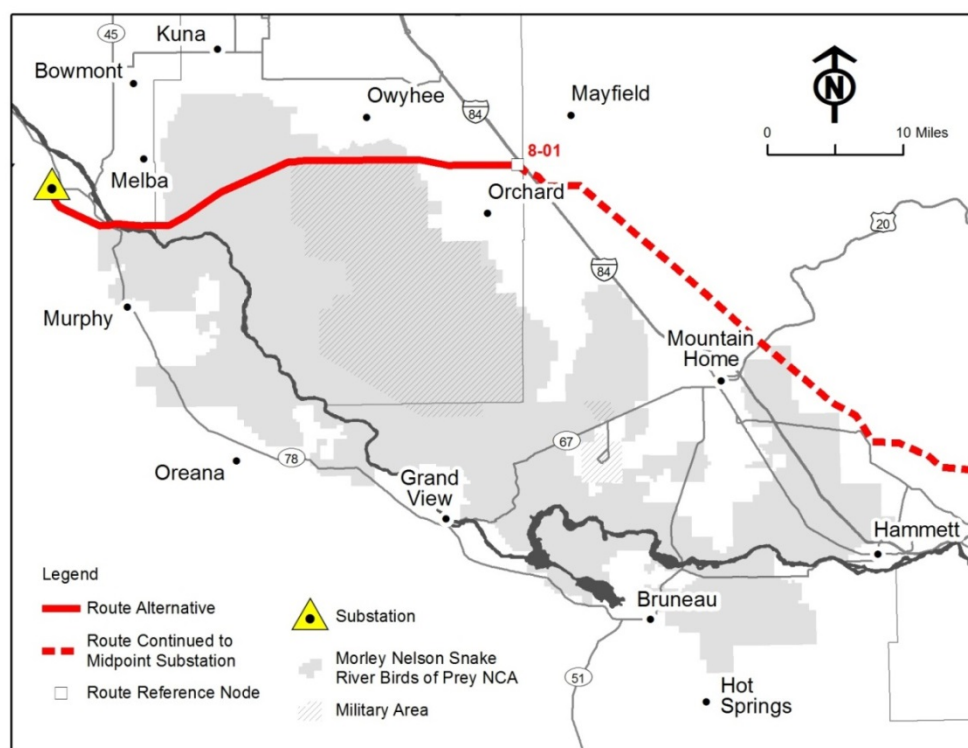 45
Kuna
Bowmont
Owyhee
84
Mayfield
N
0
10 Miles
8-01
Melba
Orchard
20
84
Murphy
Mountain
Home
67
Oreana
78
Grand
View
Hammett
Bruneau
51
Hot
Springs
Legend
Route Alternative
Route Continued to
Midpoint Substation
Route Reference Node
Substation
Morley Nelson Snake
River Birds of Prey NCA
Military Area